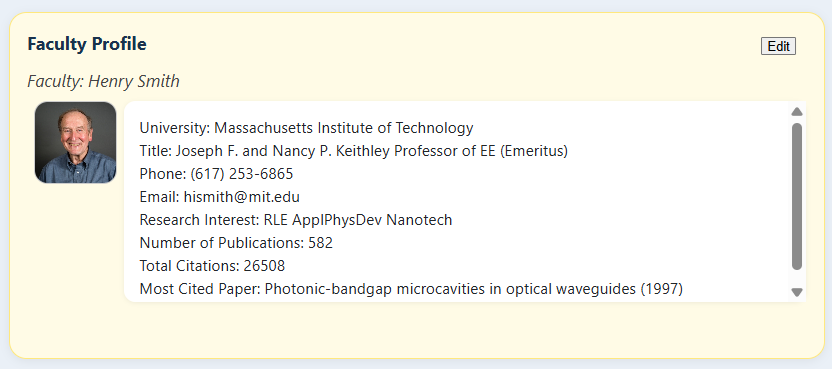 Faculty Profile
Edit
Faculty: Henry Smith
University: Massachusetts Institute of Technology
Title: Joseph F. and Nancy P. Keithley Professor of EE (Emeritus)
Phone: (617) 253-6865
Email: hismith@mit.edu
Research Interest: RLE ApplPhysDev Nanotech
Number of Publications: 582
Total Citations: 26508
Most Cited Paper: Photonic-bandgap microcavities in optical waveguides (1997)